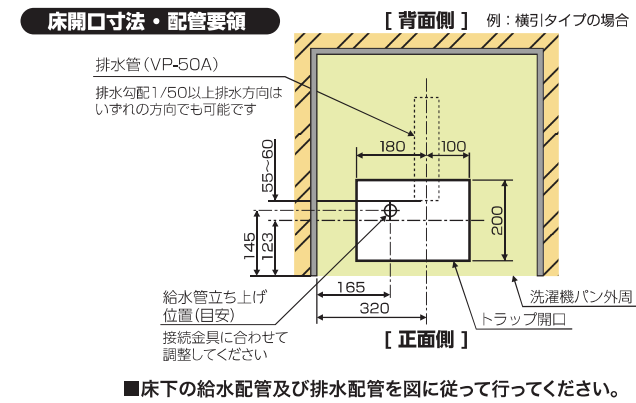 床開口寸法・配管要領
[ 背面側 ] 例：横引タイプの場合
排水管(VP-50A)
排水勾配1/50以上排水方向は
いずれの方向でも可能です
180
100
55~60
200
145
123
165
320
給水管立ち上げ
位置(目安)
接続金具に合わせて
調整してください
洗濯機パン外周
トラップ開口
[ 正面側 ]
■床下の給水配管及び排水配管を図に従って行ってください。